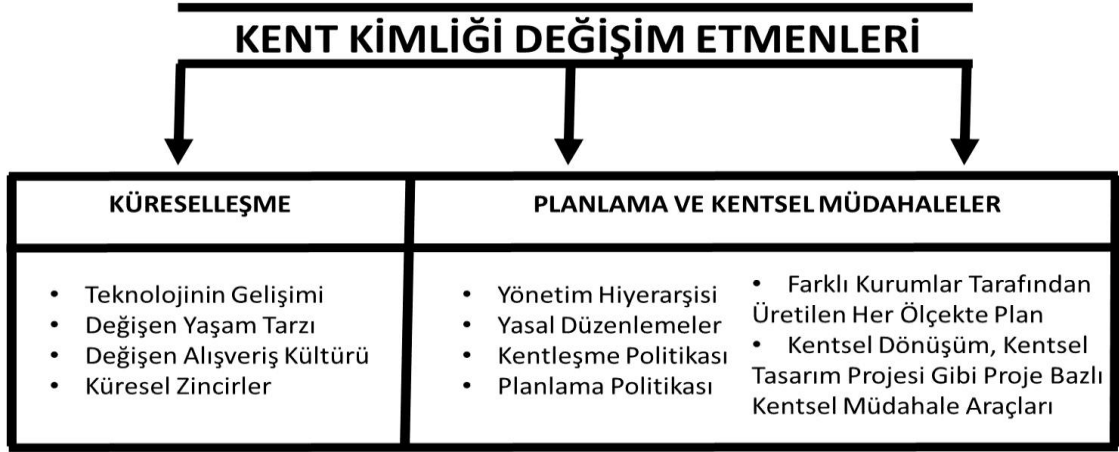 KENT KİMLİĞİ DEĞİŞİM ETMENLERİ
KÜRESELLEŞME
• Teknolojinin Gelişimi
• Değişen Yaşam Tarzı
• Değişen Alışveriş Kültürü
• Küresel Zincirler
PLANLAMA VE KENTSEL MÜDAHALELER
• Yönetim Hiyerarşisi
• Yasal Düzenlemeler
• Kentleşme Politikası
• Planlama Politikası
• Farklı Kurumlar Tarafından
Üretilen Her Ölçekte Plan
• Kentsel Dönüşüm, Kentsel
Tasarım Projesi Gibi Proje Bazlı
Kentsel Müdahale Araçları